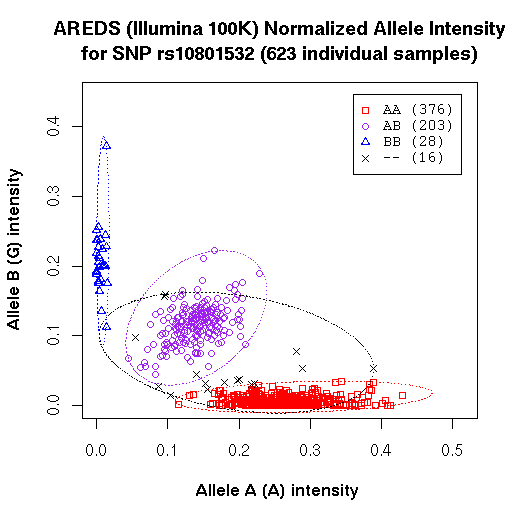 AREDS (Illumina 100K) Normalized Allele Intensity
for SNP rs10801532 (623 individual samples)
AA (376)
AB (203)
BB (28)
-- (16)
0.4
0.3
0.2
0.1
0.0
Allele B (G) intensity
0.0 0.1 0.2 0.3 0.4 0.5
Allele A (A) intensity